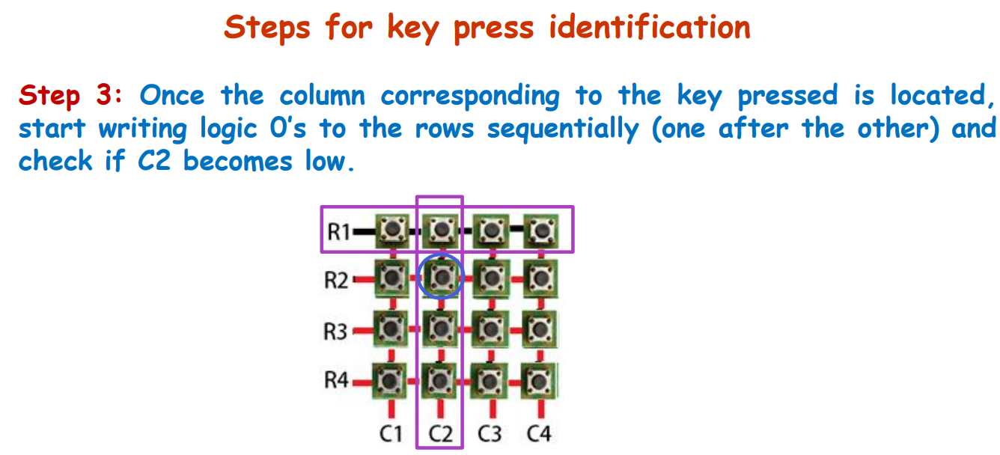 Steps for key press identification
Step 3: Once the column corresponding to the key pressed is located,
start writing logic 0's to the rows sequentially (one after the other) and
check if C2 becomes low.
R1
R2
R3
R4
C1 C2 C3 C4